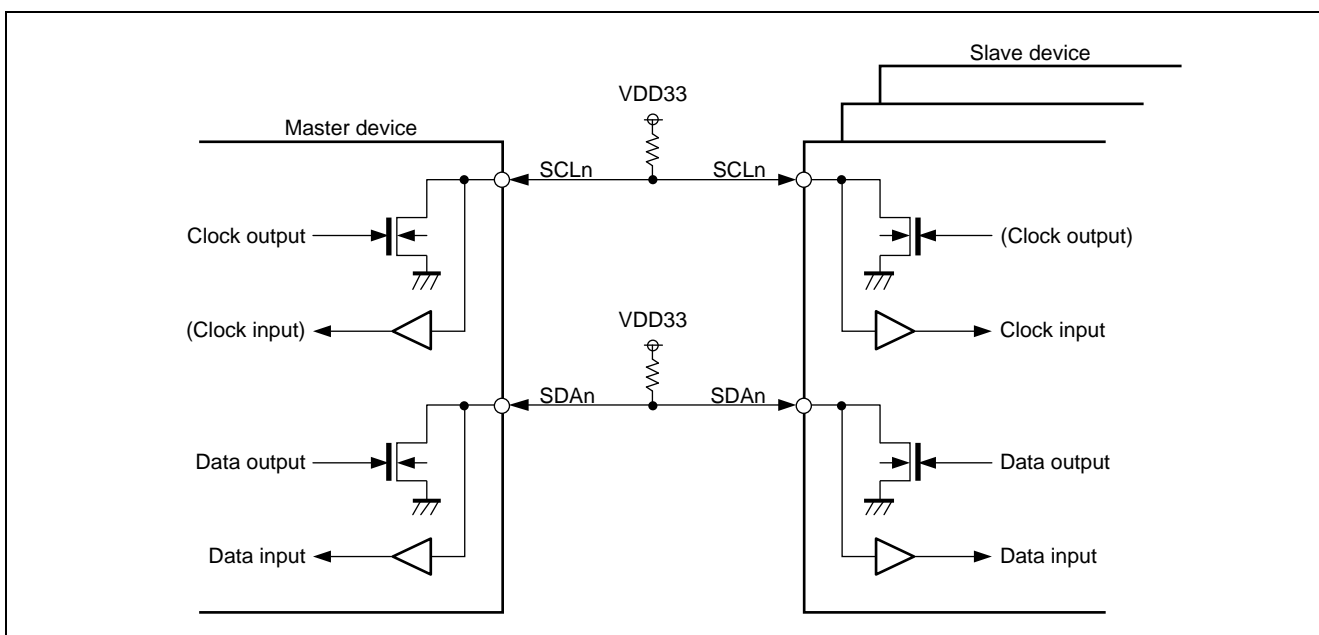 Slave device
VDD33
Master device
SCLn SCLn
Clock output (Clock output)
(Clock input) Clock input
VDD33
SDAn SDAn
Data output Data output
Data input Data input